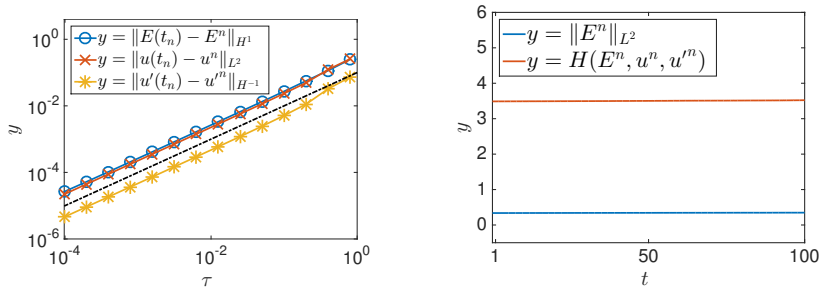 10^0
10^-2
10^-4
10^-6
y
y = ‖E(t_n) − E^n‖_{H^1}
y = ‖u(t_n) − u^n‖_{L^2}
y = ‖u′(t_n) − u′^n‖_{H^{-1}}
10^-4
10^-2
10^0
τ
6
5
4
3
2
1
0
y
y = ‖E^n‖_{L^2}
y = H(E^n, u^n, u′^n)
1
50
100
t